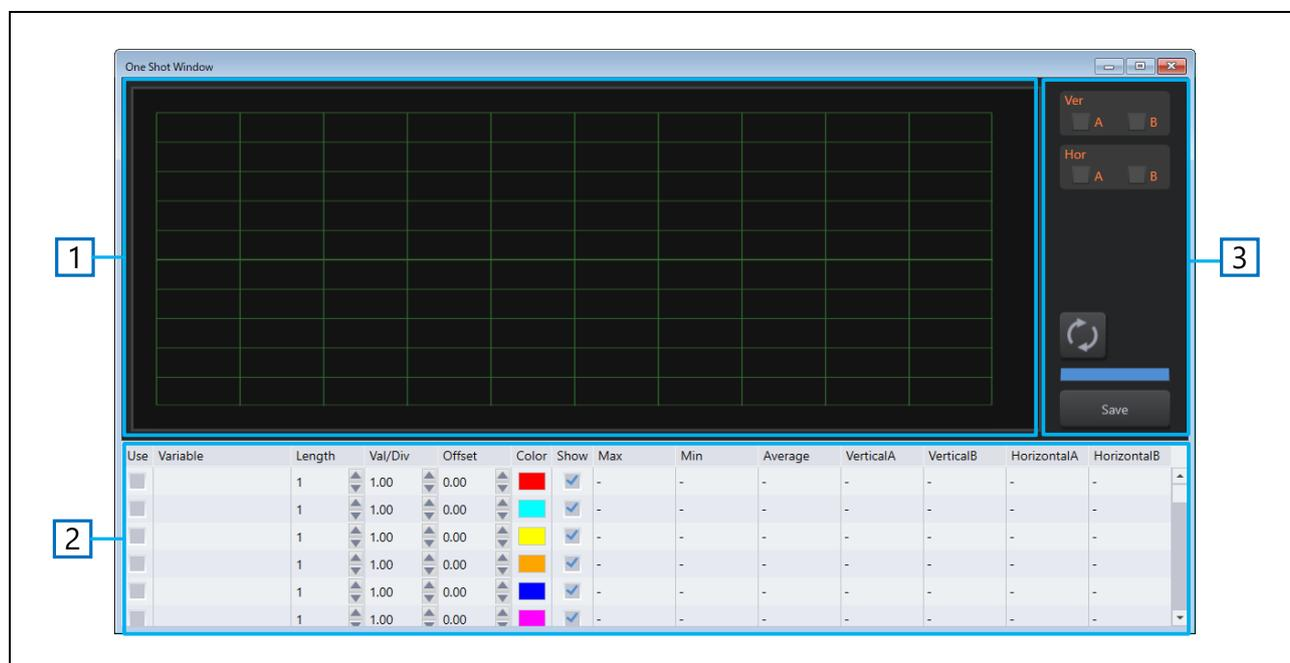 One Shot Window
Ver
A B
Hor
A B
1
3
Save
Use Variable Length Val/Div Offset Color Show Max Min Average VerticalA VerticalB HorizontalA HorizontalB
1 1.00 0.00 - - - - - - -
1 1.00 0.00 - - - - - - -
1 1.00 0.00 - - - - - - -
2
1 1.00 0.00 - - - - - - -
1 1.00 0.00 - - - - - - -
1 1.00 0.00 - - - - - - -